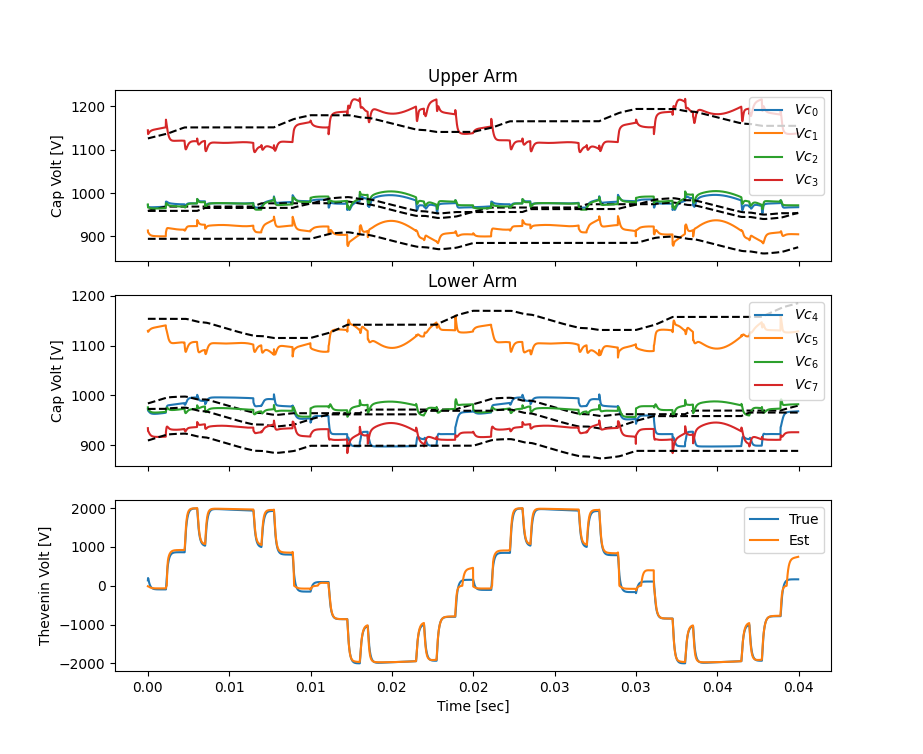 Upper Arm
Cap Volt [V]
1200
1100
1000
900
Vc₀
Vc₁
Vc₂
Vc₃
Lower Arm
Cap Volt [V]
1200
1100
1000
900
Vc₄
Vc₅
Vc₆
Vc₇
Thevenin Volt [V]
2000
1000
0
−1000
−2000
True
Est
0.00 0.01 0.01 0.02 0.02 0.03 0.03 0.04 0.04
Time [sec]